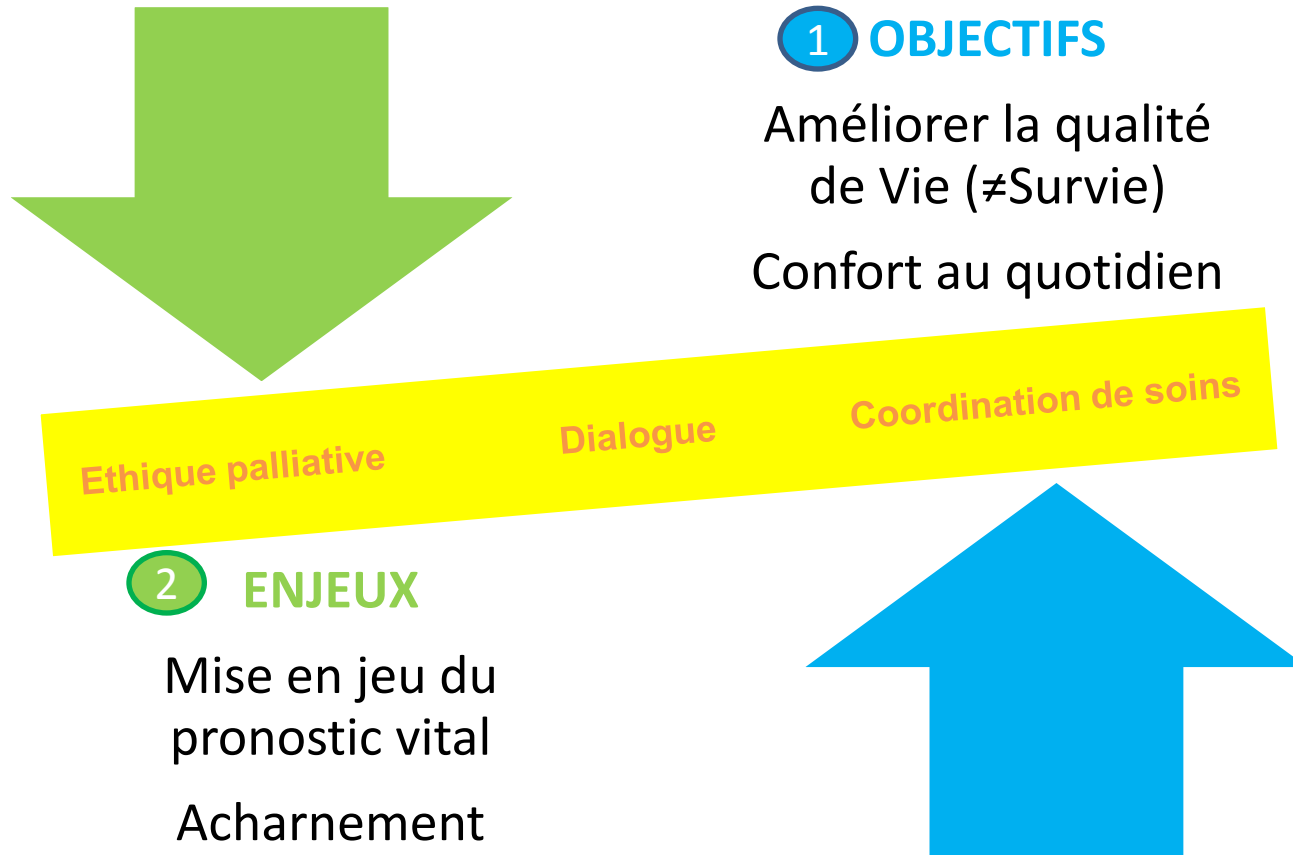 1 OBJECTIFS
Améliorer la qualité
de Vie (≠Survie)
Confort au quotidien
Ethique palliative Dialogue Coordination de soins
2 ENJEUX
Mise en jeu du
pronostic vital
Acharnement